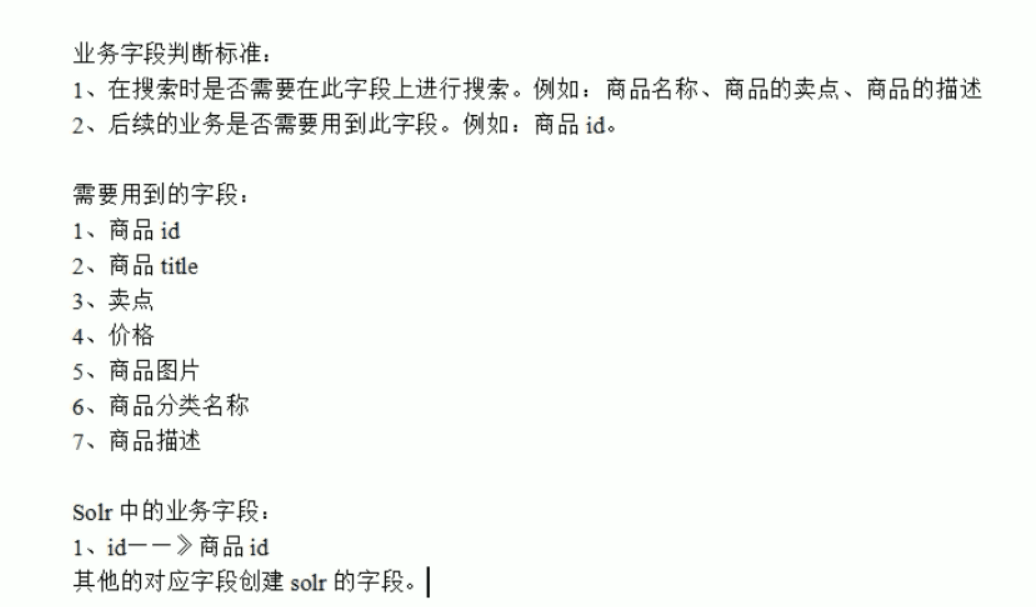 业务字段判断标准：
1、在搜索时是否需要在此字段上进行搜索。例如：商品名称、商品的卖点、商品的描述
2、后续的业务是否需要用到此字段。例如：商品 id。
需要用到的字段：
1、商品 id
2、商品 title
3、卖点
4、价格
5、商品图片
6、商品分类名称
7、商品描述
Solr 中的业务字段：
1、id——》商品 id
其他的对应字段创建 solr 的字段。